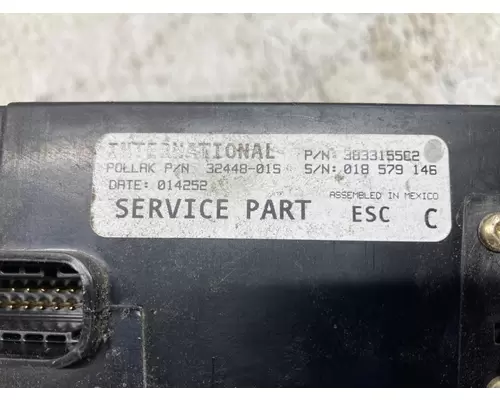 INTERNATIONAL P/N: 3833155C2
POLLAK P/N 32448-01S S/N: 018 579 146
DATE: 014252 ASSEMBLED IN MEXICO
SERVICE PART ESC C